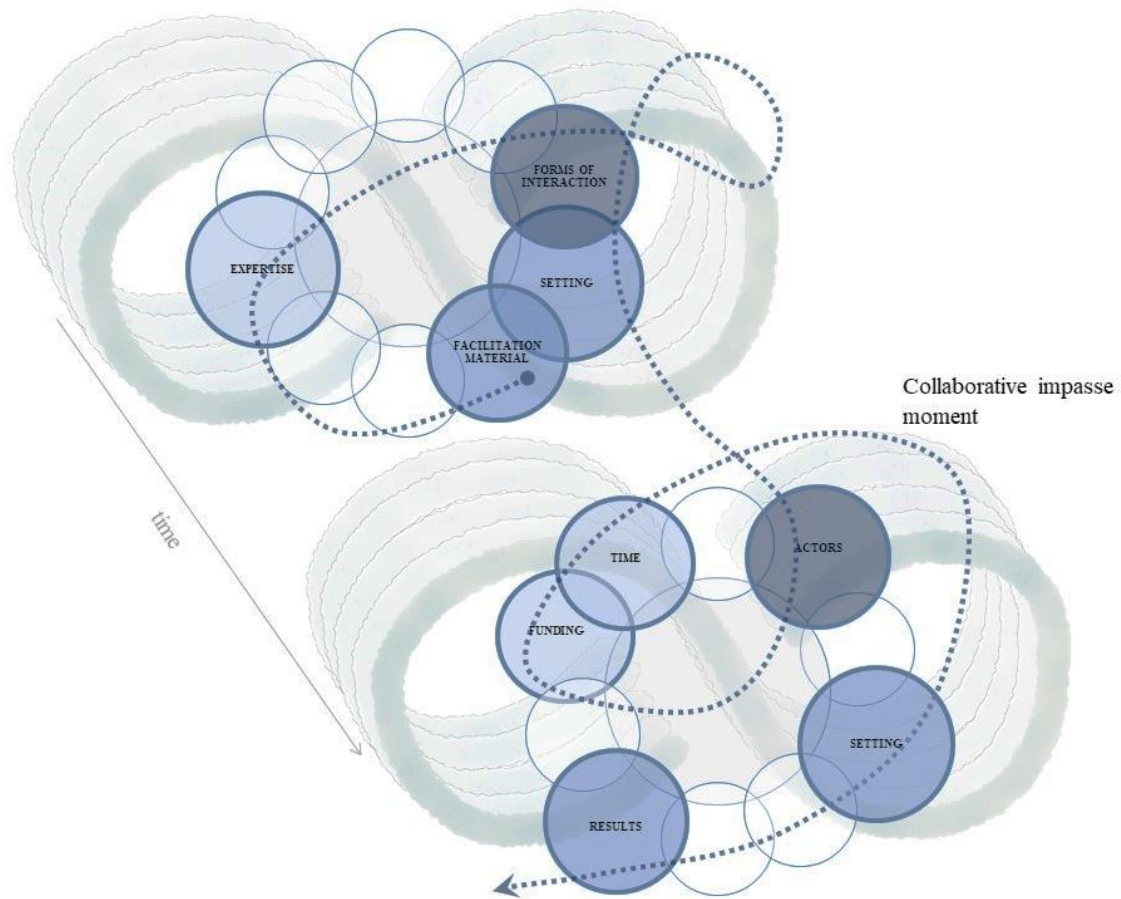 FORMS OF
INTERACTION
EXPERTISE
SETTING
FACILITATION
MATERIAL
Collaborative impasse
moment
time
TIME
ACTORS
FUNDING
SETTING
RESULTS